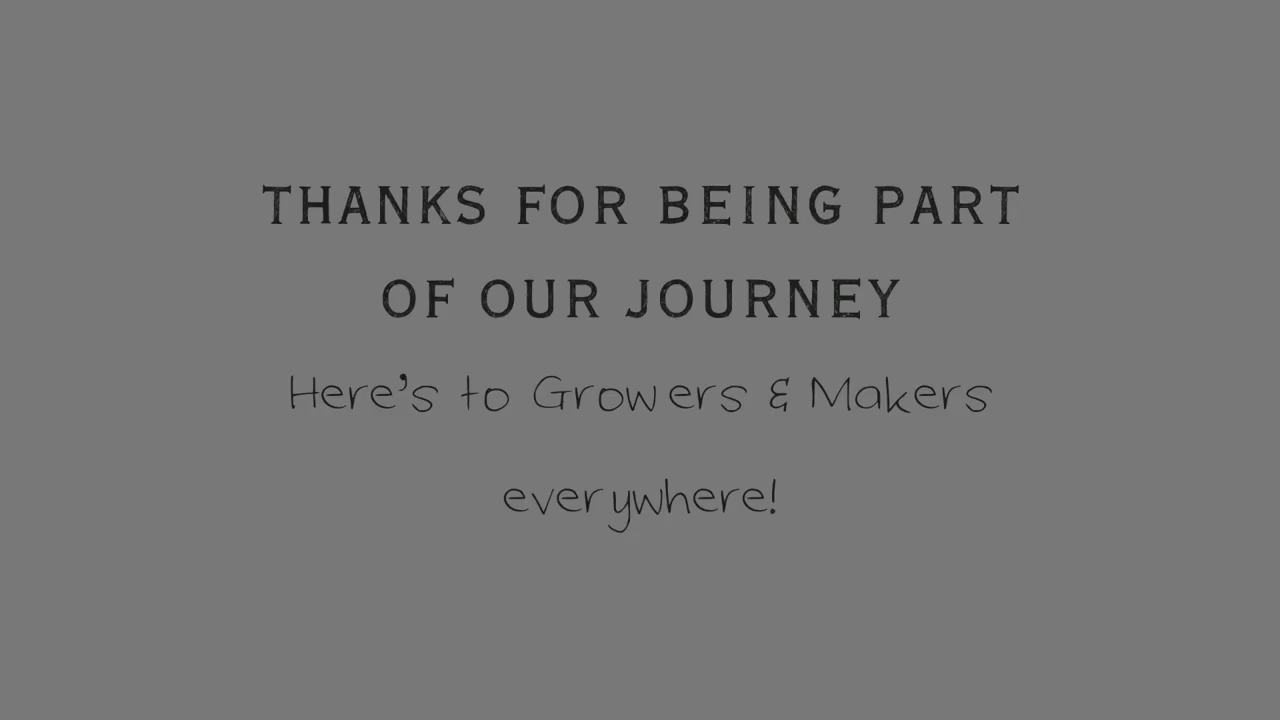 THANKS FOR BEING PART
OF OUR JOURNEY
Here's to Growers & Makers
everywhere!